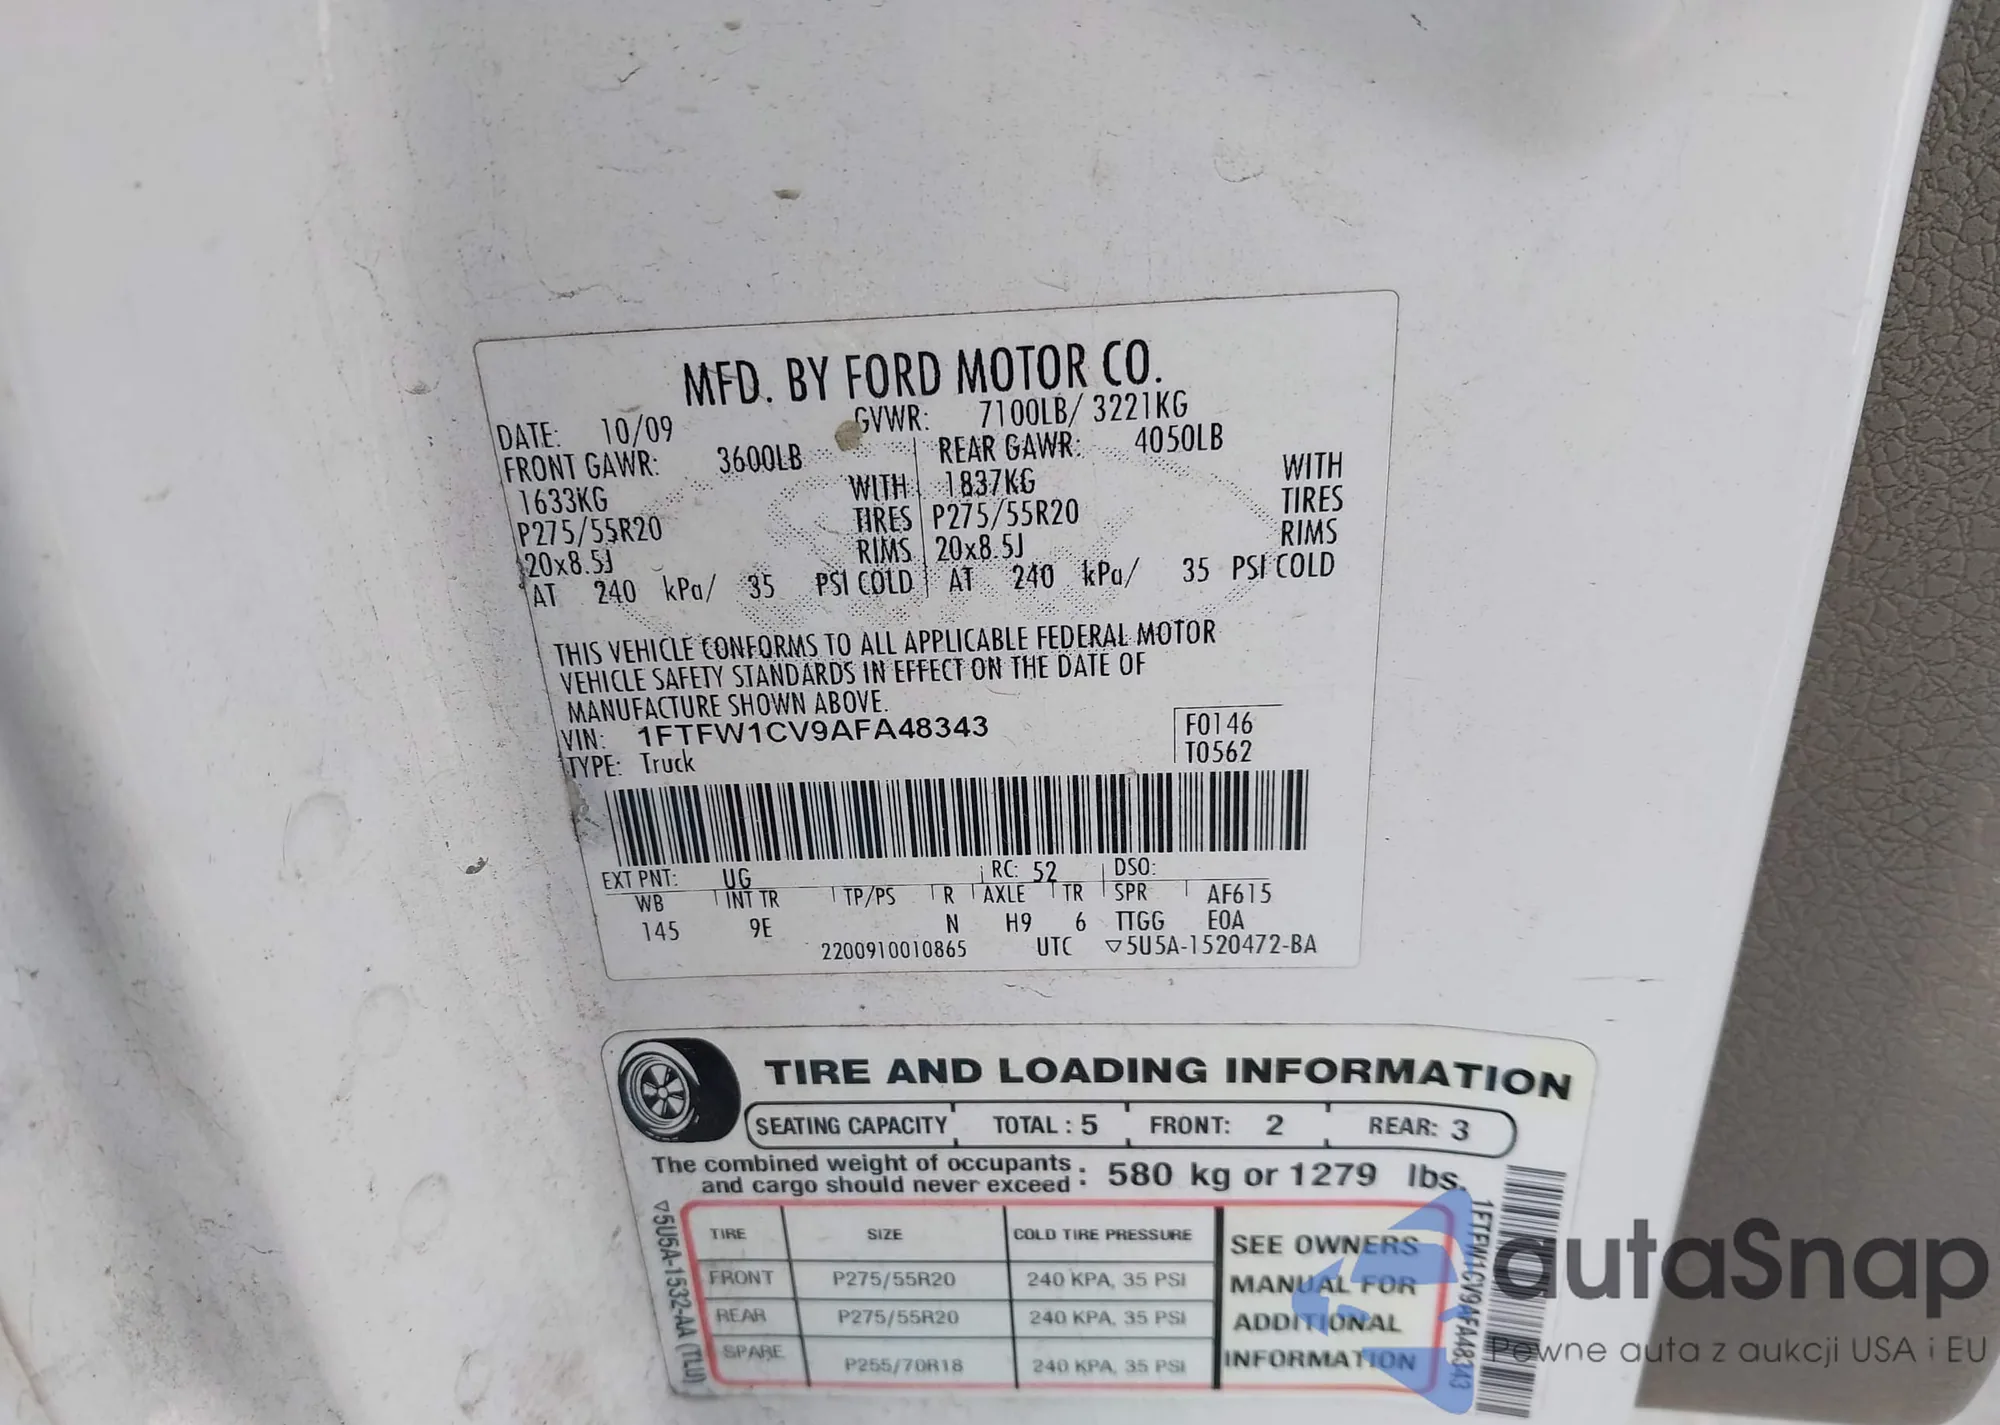 MFD. BY FORD MOTOR CO.
DATE: 10/09 GVWR: 7100LB/ 3221KG
FRONT GAWR: 3600LB REAR GAWR: 4050LB
1633KG WITH 1837KG WITH
P275/55R20 TIRES P275/55R20 TIRES
20x8.5J RIMS 20x8.5J RIMS
AT 240 kPa/ 35 PSI COLD AT 240 kPa/ 35 PSI COLD
THIS VEHICLE CONFORMS TO ALL APPLICABLE FEDERAL MOTOR
VEHICLE SAFETY STANDARDS IN EFFECT ON THE DATE OF
MANUFACTURE SHOWN ABOVE.
VIN: 1FTFW1CV9AFA48343 F0146
TYPE: Truck T0562
EXT PNT: UG RC: 52 DSO:
WB INT TR TP/PS R AXLE TR SPR AF615
145 9E N H9 6 TTGG E0A
2200910010865 UTC ▽5U5A-1520472-BA
TIRE AND LOADING INFORMATION
SEATING CAPACITY TOTAL : 5 FRONT: 2 REAR: 3
The combined weight of occupants
and cargo should never exceed : 580 kg or 1279 lbs.
TIRE SIZE COLD TIRE PRESSURE SEE OWNERS
FRONT P275/55R20 240 KPA, 35 PSI MANUAL FOR
REAR P275/55R20 240 KPA, 35 PSI ADDITIONAL
SPARE P255/70R18 240 KPA, 35 PSI INFORMATION
▽5U5A-1532-AA (TLU)
1FTFW1CV9AFA48343
autaSnap
Pewne auta z aukcji USA i EU